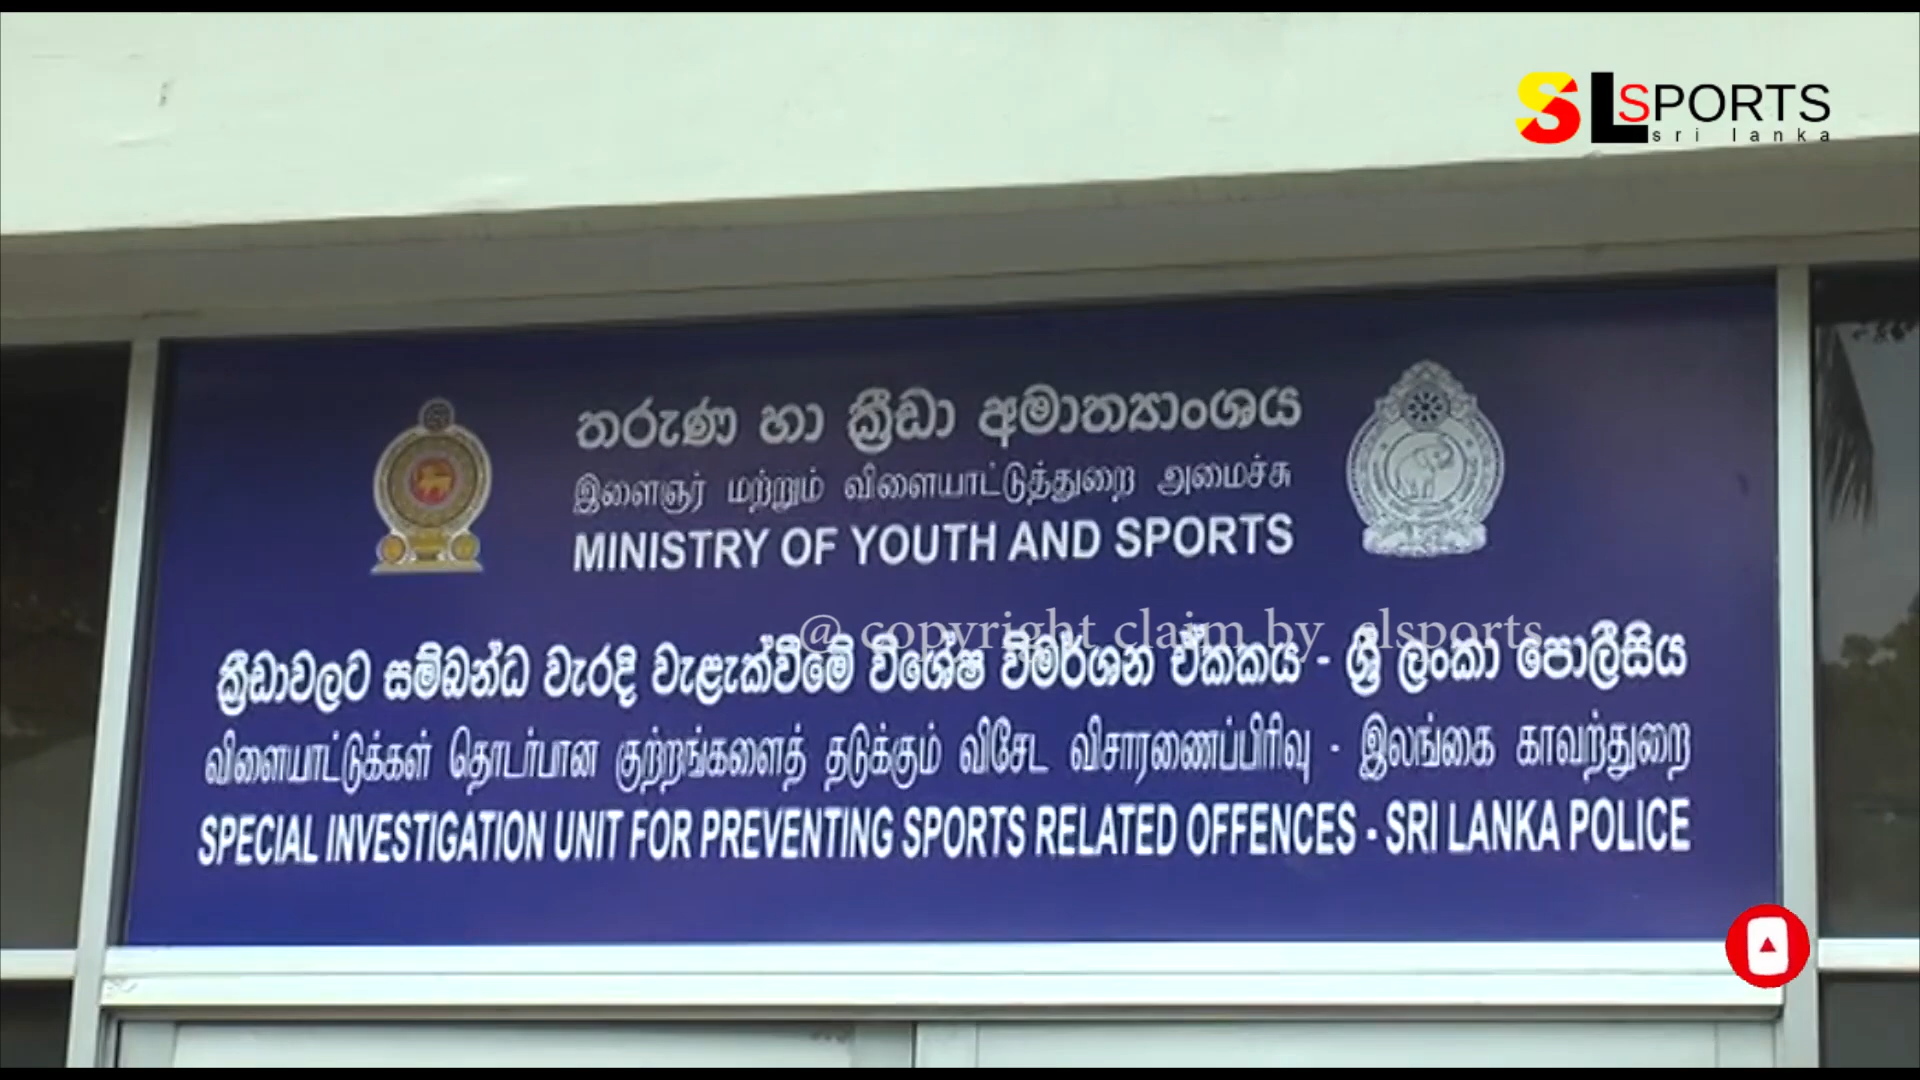 SLSPORTS
sri lanka
තරුණ හා ක්‍රීඩා අමාත්‍යාංශය
இளைஞர் மற்றும் விளையாட்டுத்துறை அமைச்சு
MINISTRY OF YOUTH AND SPORTS
@ copyright claim by slsports
ක්‍රීඩාවලට සම්බන්ධ වැරදි වැළැක්වීමේ විශේෂ විමර්ශන ඒකකය - ශ්‍රී ලංකා පොලීසිය
விளையாட்டுக்கள் தொடர்பான குற்றங்களைத் தடுக்கும் விசேட விசாரணைப்பிரிவு - இலங்கை காவற்துறை
SPECIAL INVESTIGATION UNIT FOR PREVENTING SPORTS RELATED OFFENCES - SRI LANKA POLICE